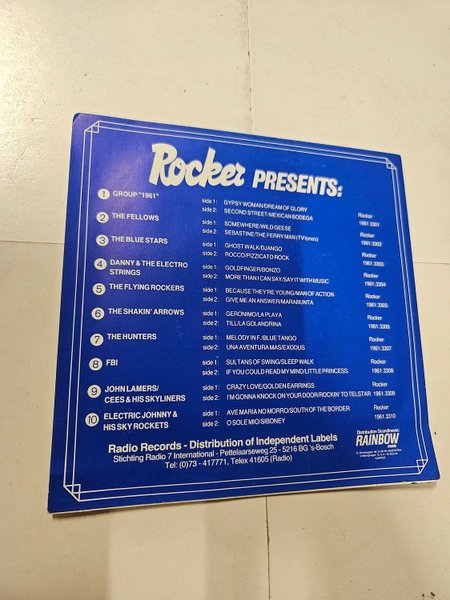 Rocker PRESENTS:
1 GROUP "1961" side 1: GYPSY WOMAN/DREAM OF GLORY
side 2: SECOND STREET/MEXICAN BODEGA Rocker 1961.3301
2 THE FELLOWS side 1: SOMEWHERE/WILD GEESE
side 2: SEBASTINE/THE FERRY MAN Rocker 1961.3302
3 THE BLUE STARS side 1: GHOST WALK/DJANGO
side 2: ROCCO/PIZZICATO ROCK Rocker 1961.3303
4 DANNY & THE ELECTRO STRINGS side 1: GOLDFINGER/BONZO
side 2: MORE THAN I CAN SAY/SAY IT WITH MUSIC Rocker 1961.3304
5 THE FLYING ROCKERS side 1: BECAUSE THEY'RE YOUNG/MAN OF ACTION
side 2: GIVE ME AN ANSWER/MARABUNTA Rocker 1961.3305
6 THE SHAKIN' ARROWS side 1: GERONIMO/LA PLAYA
side 2: TILL/LA GOLANDRINA Rocker 1961.3306
7 THE HUNTERS side 1: MELODY IN F./BLUE TANGO
side 2: UNA AVENTURA MAS/EXODUS Rocker 1961.3307
8 FBI side 1: SULTANS OF SWING/SLEEP WALK
side 2: IF YOU COULD READ MY MIND/LITTLE PRINCESS Rocker 1961.3308
9 JOHN LAMERS/ CEES & HIS SKYLINERS side 1: CRAZY LOVE/GOLDEN EARRINGS
side 2: I'M GONNA KNOCK ON YOUR DOOR/ROCKIN' TO TELSTAR Rocker 1961.3309
10 ELECTRIC JOHNNY & HIS SKY ROCKETS side 1: AVE MARIA NO MORRO/SOUTH OF THE BORDER
side 2: O SOLE MIO/SIBONEY Rocker 1961.3310
Radio Records - Distribution of Independent Labels
Stichting Radio 7 International - Pettelaarseweg 25 - 5216 BG 's-Bosch
Tel: (0)73 - 417771, Telex 41605 (Radio)
Distribution Scandinavia:
RAINBOW